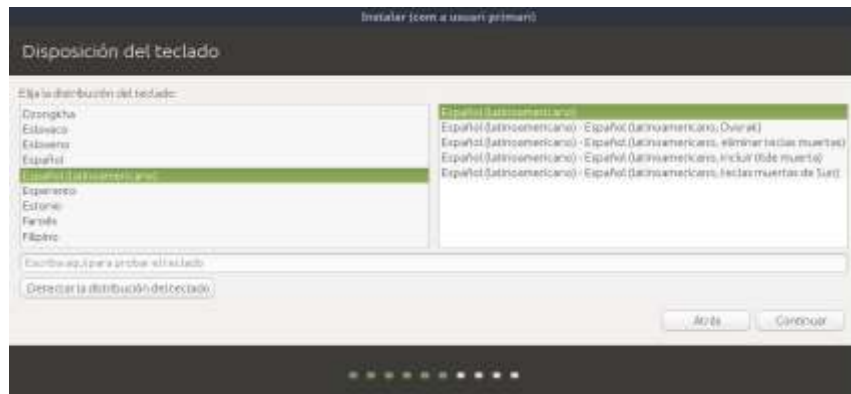 Instalar (com a usuari primari)
Disposición del teclado
Elija la distribución del teclado:
Dzongkha
Eslovaco
Esloveno
Español
Español (latinoamericano)
Esperanto
Estonio
Faroés
Filipino
Español (latinoamericano)
Español (latinoamericano) - Español (latinoamericano, Dvorak)
Español (latinoamericano) - Español (latinoamericano, eliminar teclas muertas)
Español (latinoamericano) - Español (latinoamericano, incluir tilde muerta)
Español (latinoamericano) - Español (latinoamericano, teclas muertas de Sun)
Escriba aquí para probar el teclado
Detectar la distribución del teclado
Atrás
Continuar